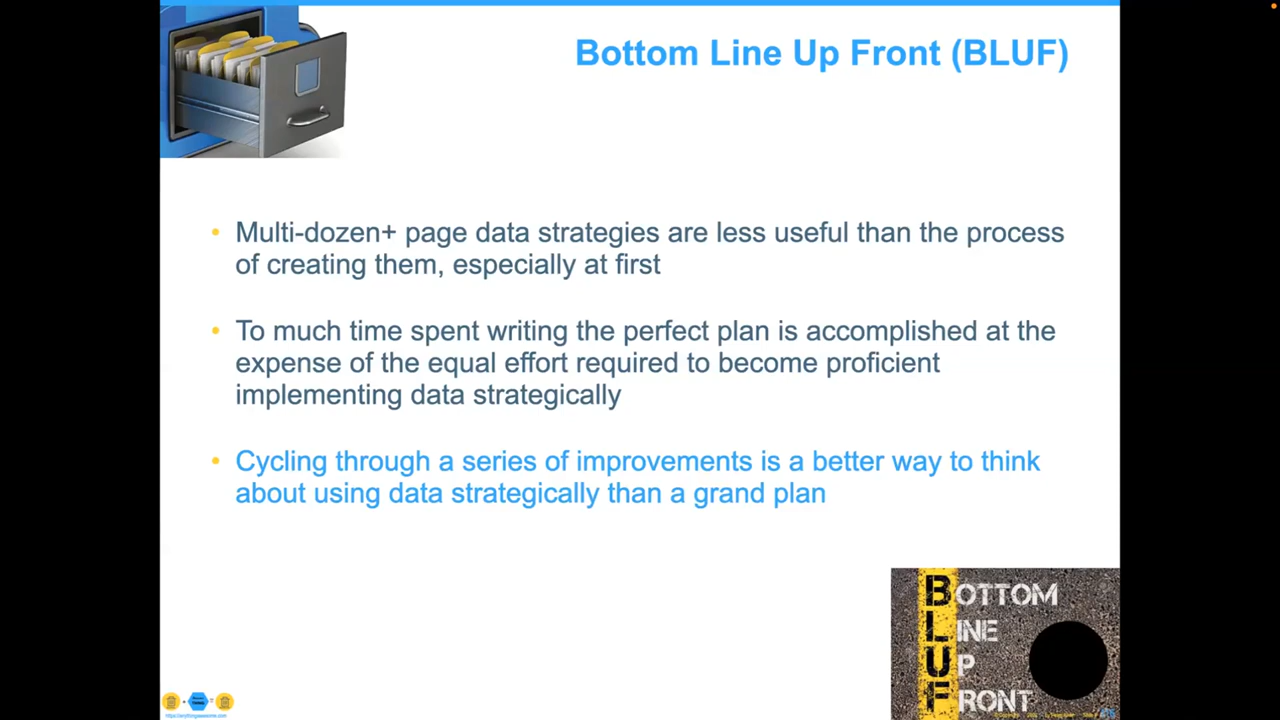 Bottom Line Up Front (BLUF)
• Multi-dozen+ page data strategies are less useful than the process
of creating them, especially at first
• To much time spent writing the perfect plan is accomplished at the
expense of the equal effort required to become proficient
implementing data strategically
• Cycling through a series of improvements is a better way to think
about using data strategically than a grand plan
BOTTOM
LINE
UP
FRONT
https://anythingawesome.com